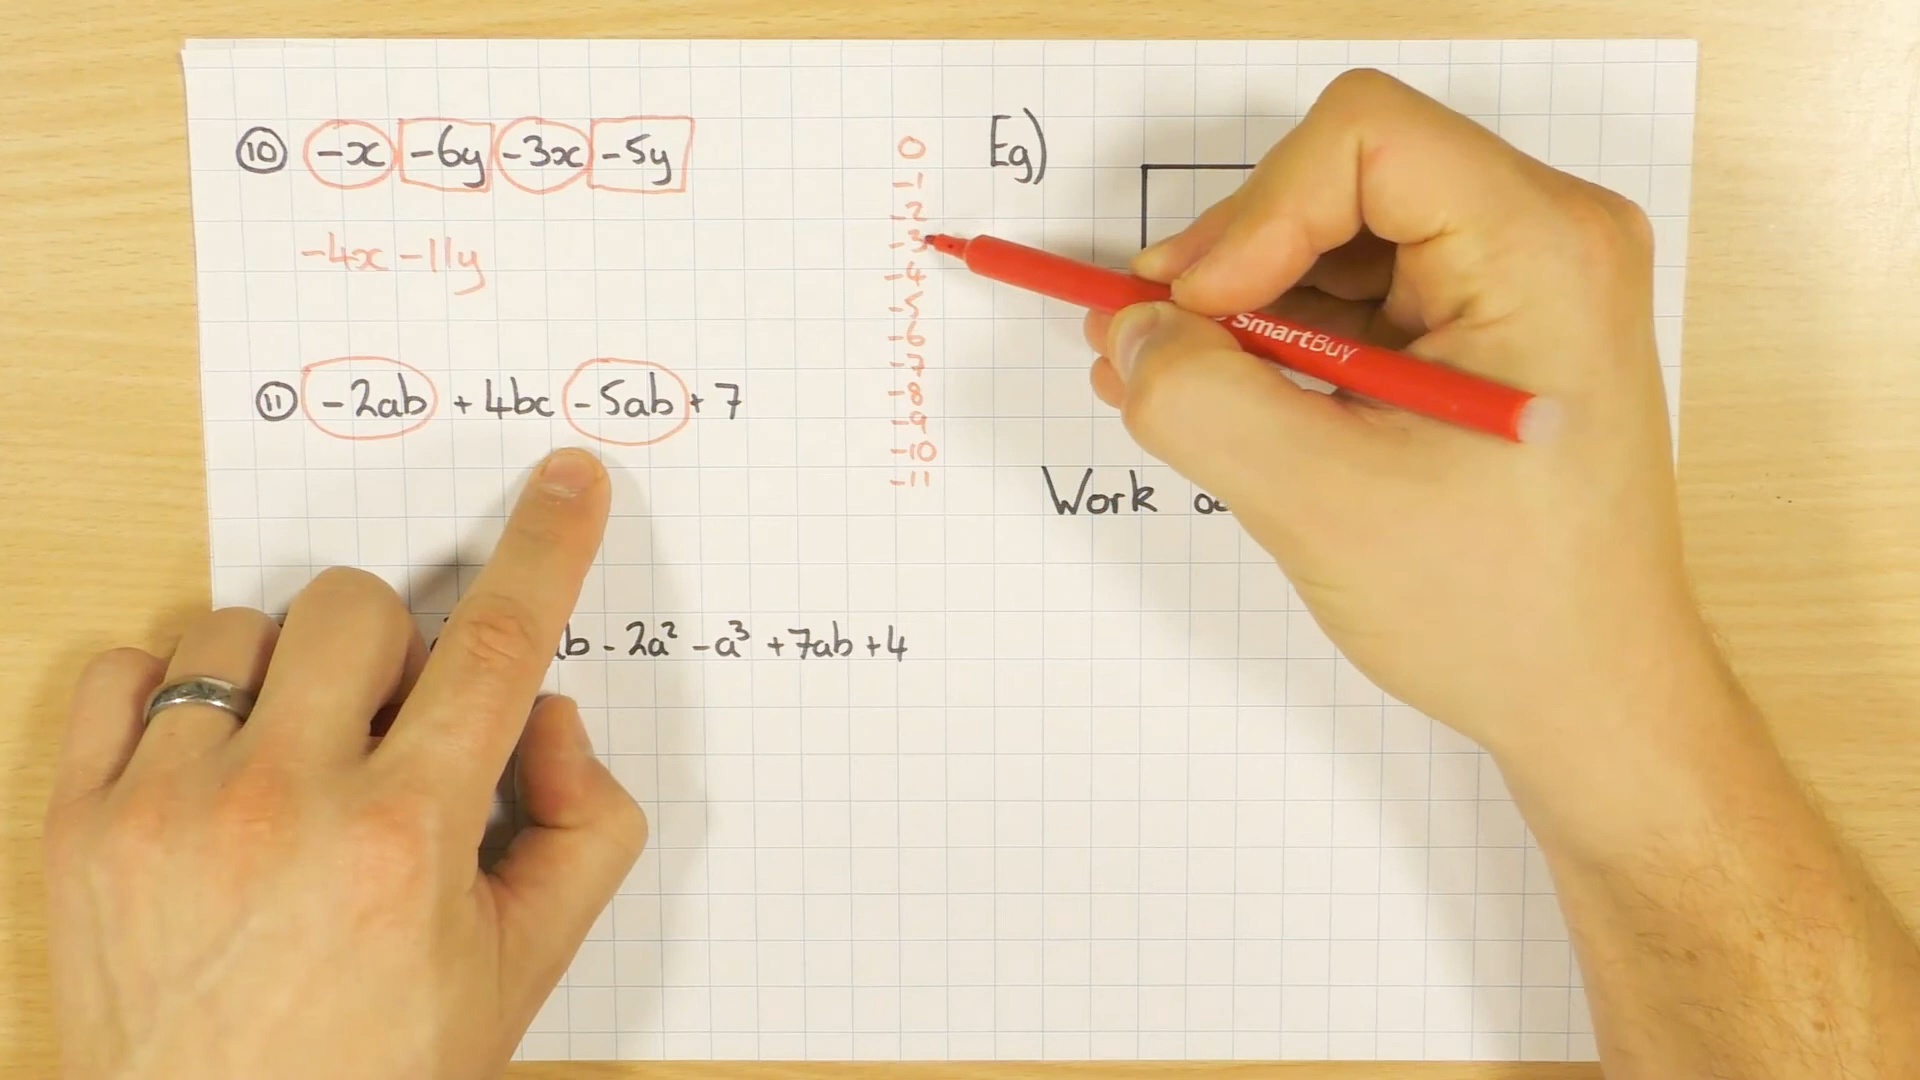 ⑩ -x -6y -3x -5y
-4x -11y
⑪ -2ab + 4bc - 5ab + 7
b - 2a² - a³ + 7ab + 4
0
-1
-2
-3
-4
-5
-6
-7
-8
-9
-10
-11
Eg)
Work
SmartBuy